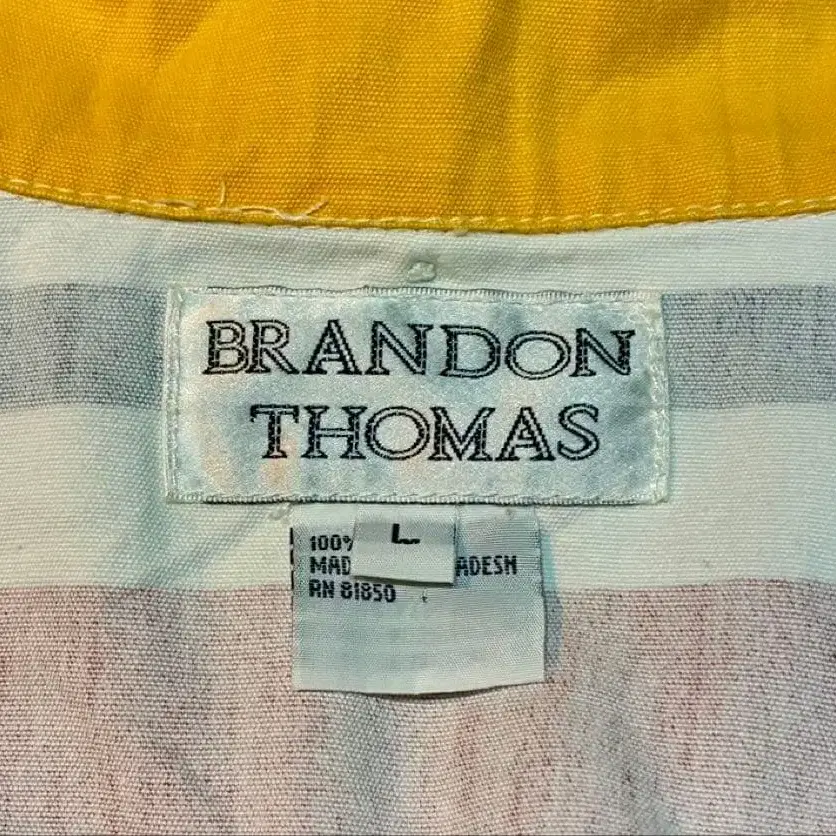 BRANDON
THOMAS
L
100%
MAD ADESH
RN 81850